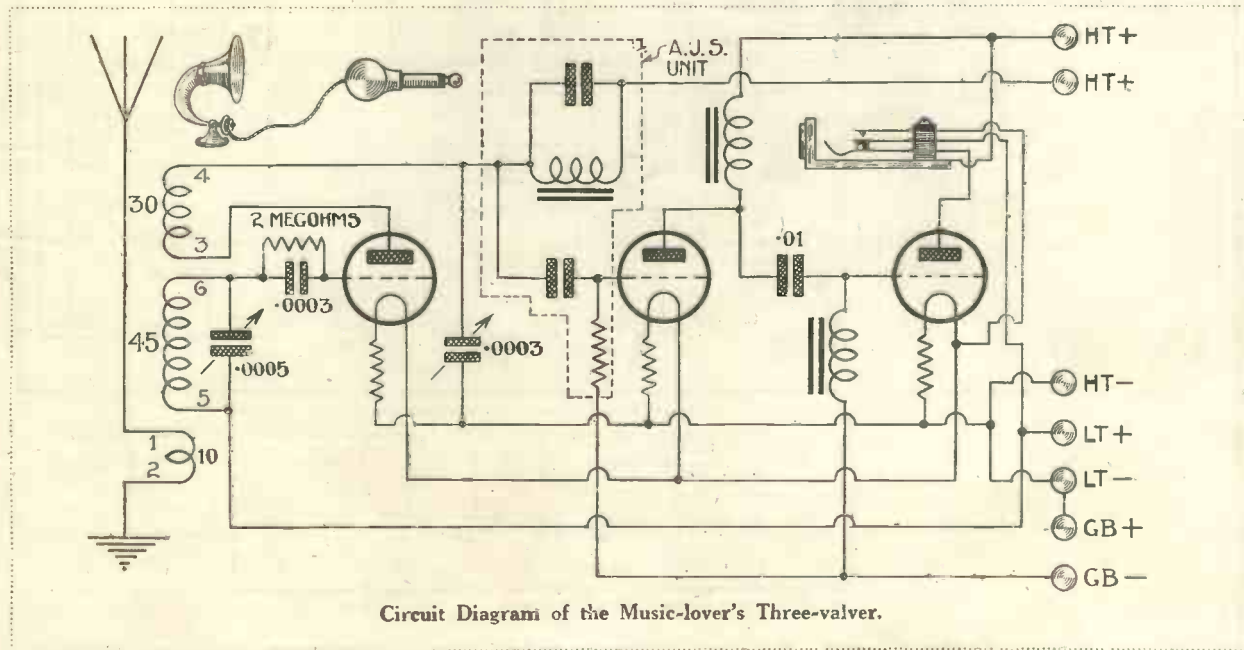 A.J.S.
UNIT
HT+
HT+
4
30
3
2 MEGOHMS
6
.0003
45
.0005
5
.0003
.01
1
10
2
HT-
LT+
LT-
GB+
GB-
Circuit Diagram of the Music-lover's Three-valver.